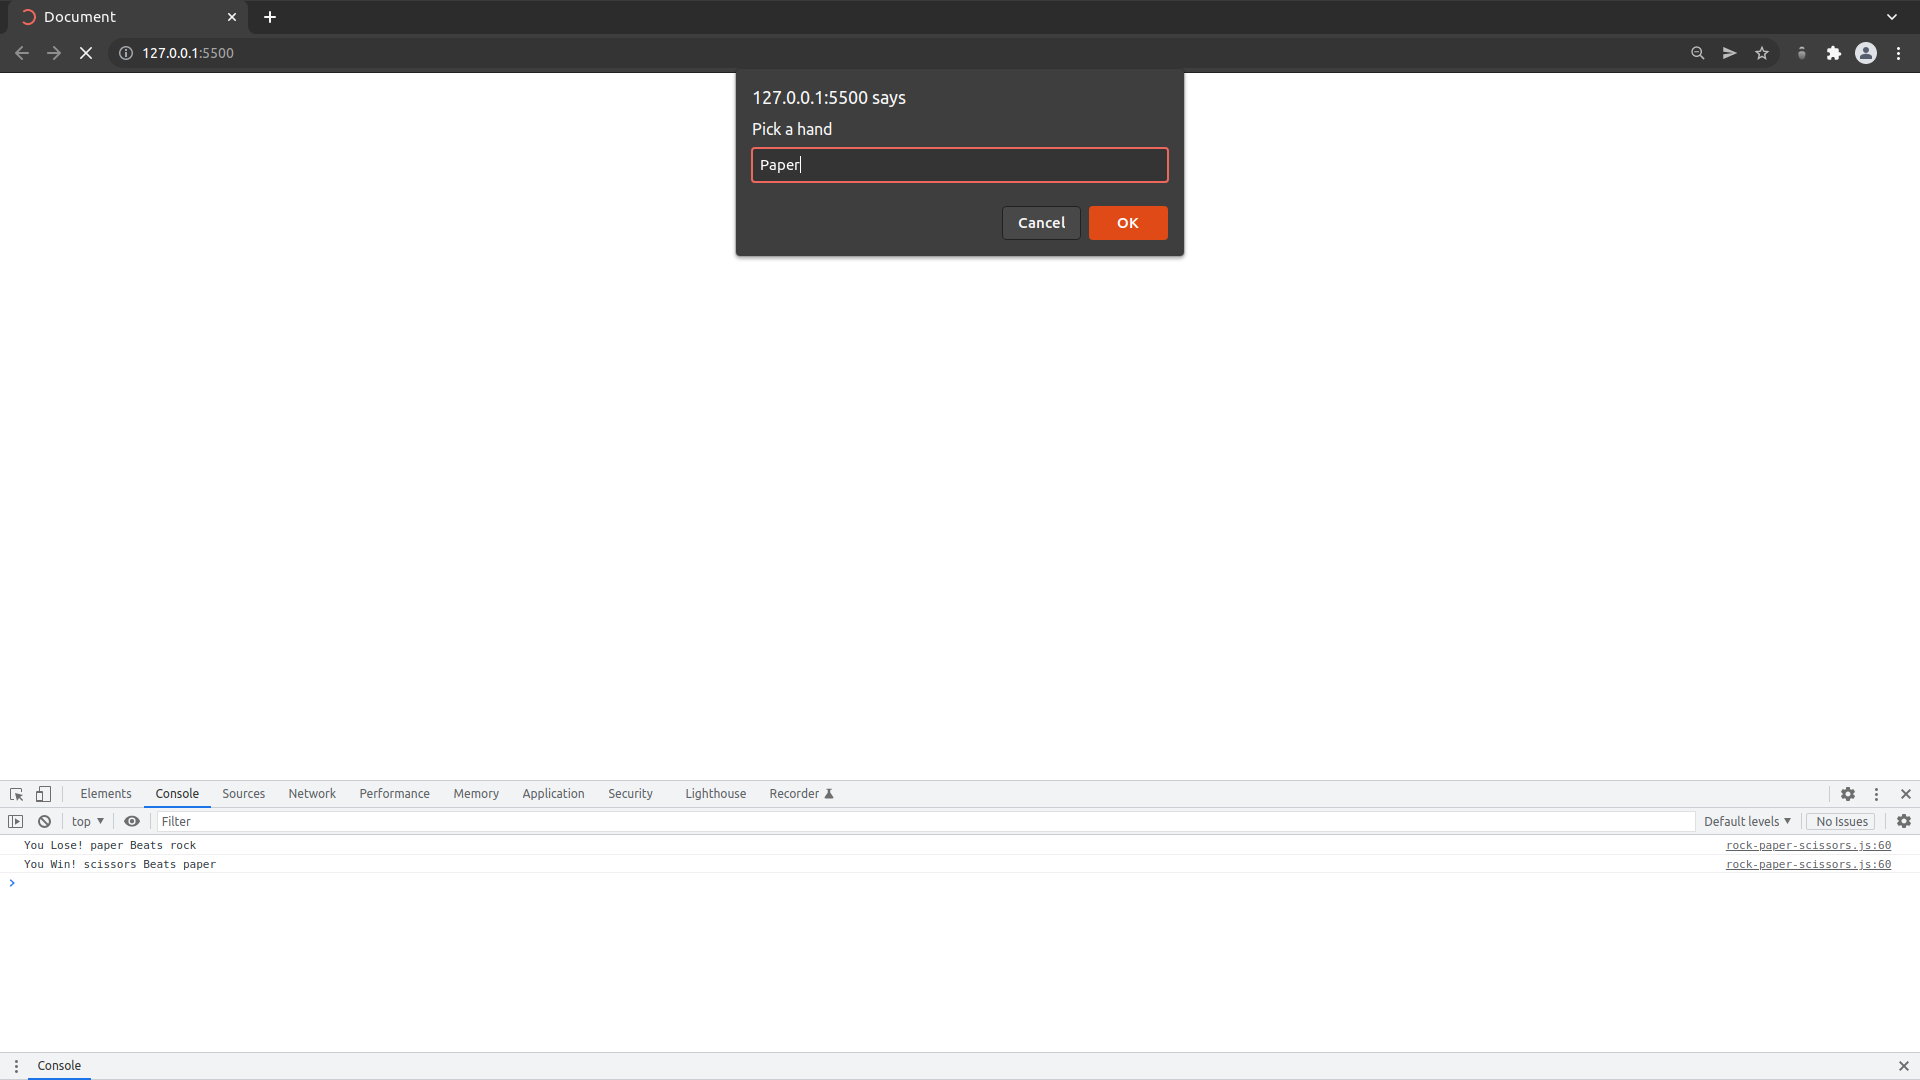 Document
127.0.0.1:5500
127.0.0.1:5500 says
Pick a hand
Paper
Cancel OK
Elements Console Sources Network Performance Memory Application Security Lighthouse Recorder
top Filter Default levels No Issues
You Lose! paper Beats rock rock-paper-scissors.js:60
You Win! scissors Beats paper rock-paper-scissors.js:60
Console